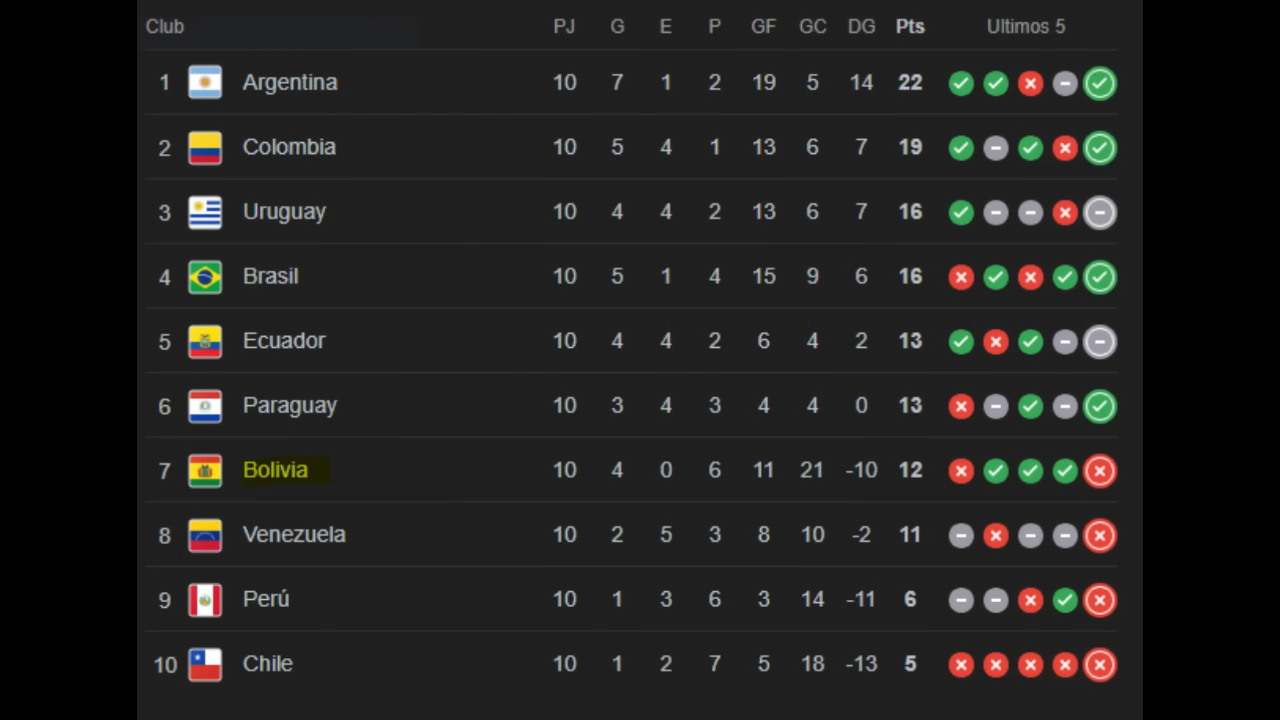 Club PJ G E P GF GC DG Pts Ultimos 5
1 Argentina 10 7 1 2 19 5 14 22
2 Colombia 10 5 4 1 13 6 7 19
3 Uruguay 10 4 4 2 13 6 7 16
4 Brasil 10 5 1 4 15 9 6 16
5 Ecuador 10 4 4 2 6 4 2 13
6 Paraguay 10 3 4 3 4 4 0 13
7 Bolivia 10 4 0 6 11 21 -10 12
8 Venezuela 10 2 5 3 8 10 -2 11
9 Perú 10 1 3 6 3 14 -11 6
10 Chile 10 1 2 7 5 18 -13 5